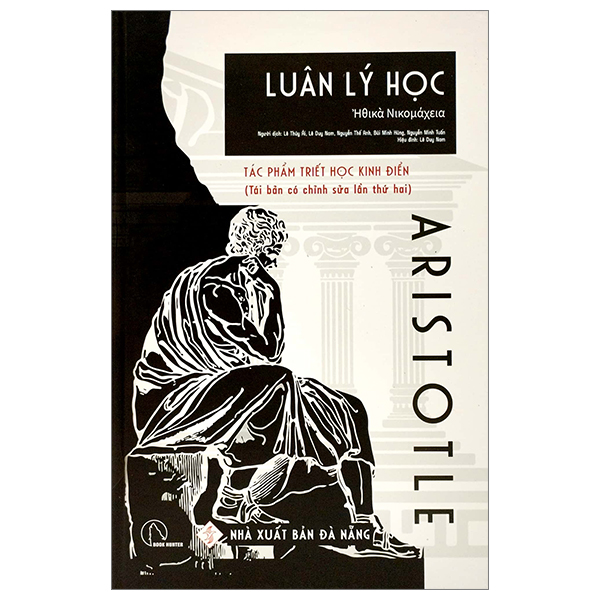 LUÂN LÝ HỌC
Ἠθικὰ Νικομάχεια
Người dịch: Lê Thúy Ái, Lê Duy Nam, Nguyễn Thế Anh, Bùi Minh Hùng, Nguyễn Minh Tuấn
Hiệu đính: Lê Duy Nam
TÁC PHẨM TRIẾT HỌC KINH ĐIỂN
(Tái bản có chỉnh sửa lần thứ hai)
ARISTOTLE
BOOK HUNTER
NHÀ XUẤT BẢN ĐÀ NẴNG